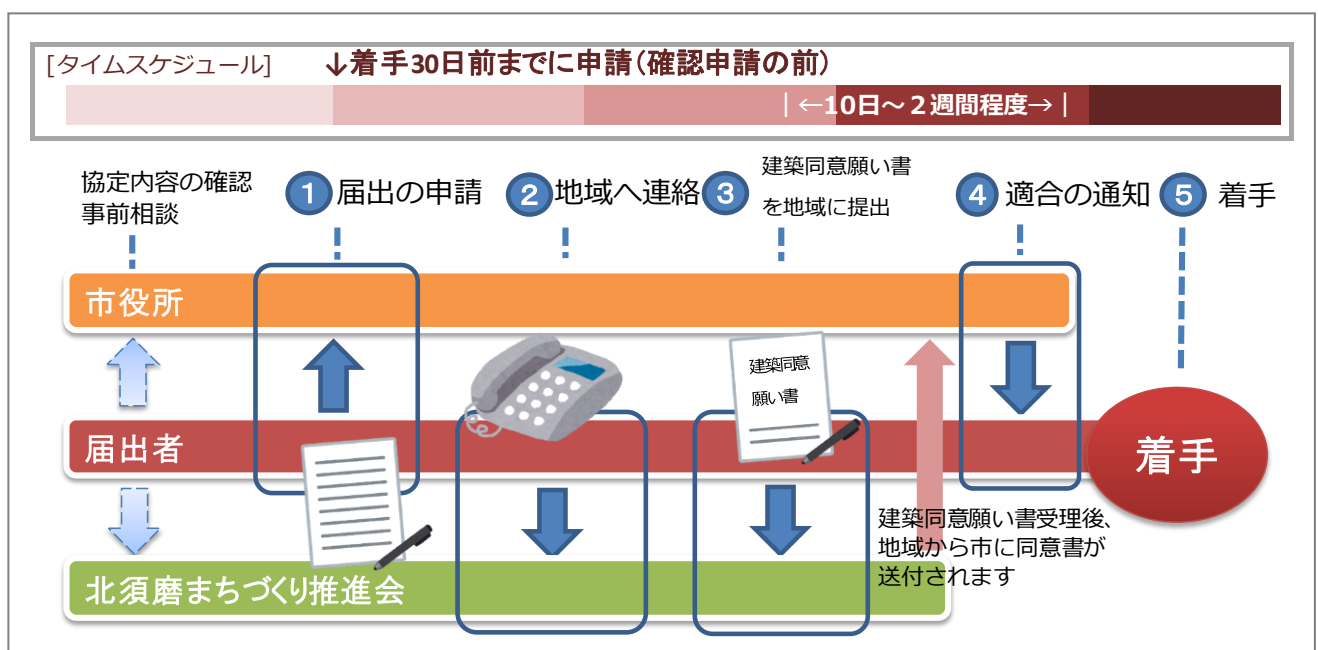 [タイムスケジュール] ↓着手30日前までに申請(確認申請の前)
|←10日~２週間程度→|
協定内容の確認
事前相談
1 届出の申請
2 地域へ連絡
3 建築同意願い書
を地域に提出
4 適合の通知
5 着手
市役所
建築同意
願い書
届出者
着手
建築同意願い書受理後、
地域から市に同意書が
送付されます
北須磨まちづくり推進会